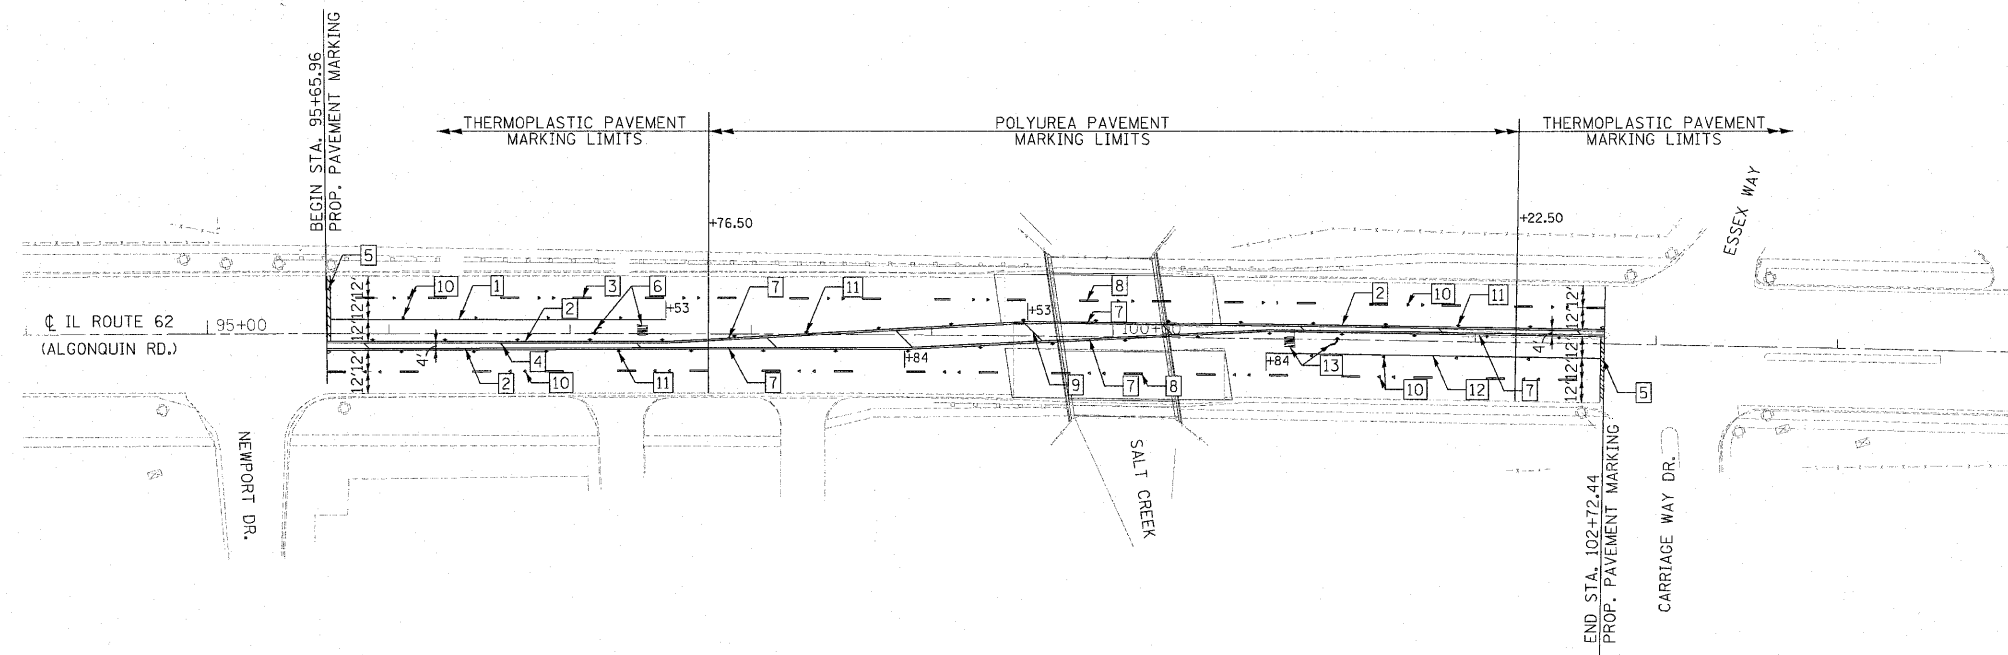 BEGIN STA. 95+65.96
PROP. PAVEMENT MARKING
THERMOPLASTIC PAVEMENT
MARKING LIMITS
POLYUREA PAVEMENT
MARKING LIMITS
THERMOPLASTIC PAVEMENT
MARKING LIMITS
+76.50
+22.50
ESSEX WAY
5
10
1
3
6
7
11
8
2
10
11
12'
12'
12'
+53
+53
2
7
12'
12'
℄ IL ROUTE 62
95+00
(ALGONQUIN RD.)
4'
4
+84
+84
13
4'
12'
12'
2
10
11
7
9
7
8
10
12
7
12'
12'
5
NEWPORT DR.
SALT CREEK
END STA. 102+72.44
PROP. PAVEMENT MARKING
CARRIAGE WAY DR.